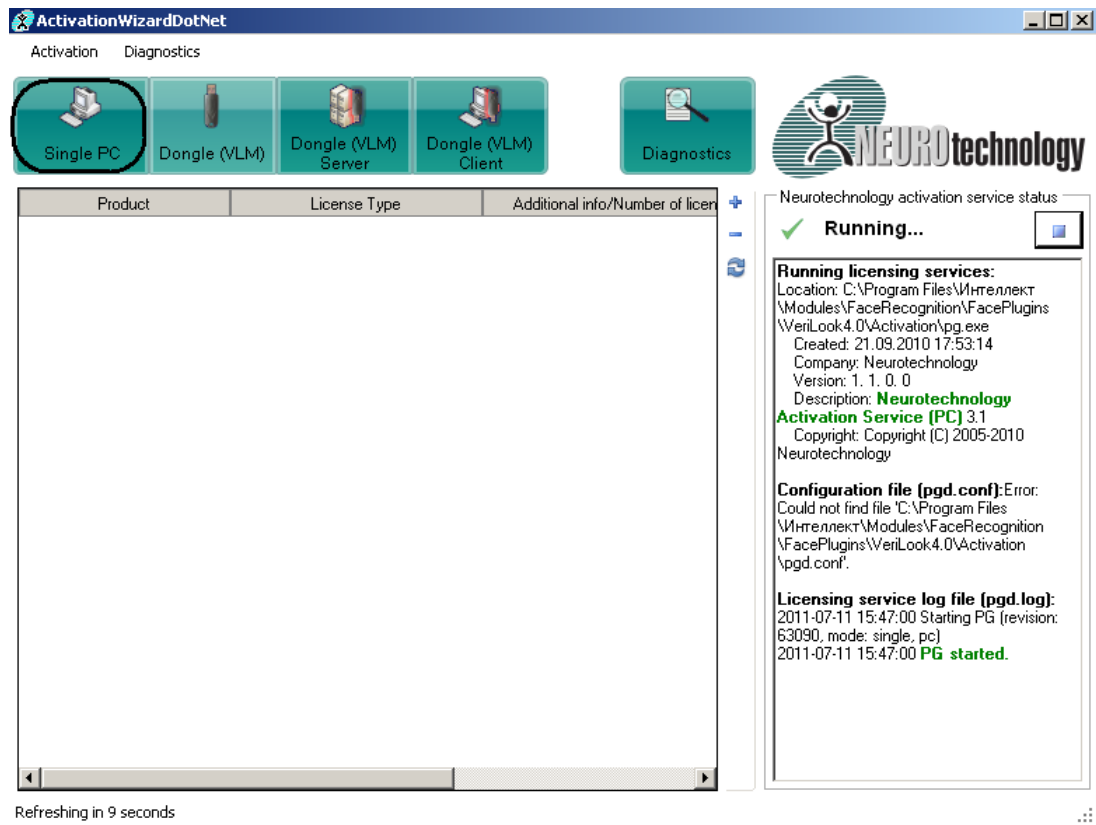 ActivationWizardDotNet
Activation Diagnostics
Single PC
Dongle (VLM)
Dongle (VLM)
Server
Dongle (VLM)
Client
Diagnostics
NEUROtechnology
Product
License Type
Additional info/Number of licen
Neurotechnology activation service status
Running...
Running licensing services:
Location: C:\Program Files\Интеллект
\Modules\FaceRecognition\FacePlugins
\VeriLook4.0\Activation\pg.exe
Created: 21.09.2010 17:53:14
Company: Neurotechnology
Version: 1. 1. 0. 0
Description: Neurotechnology
Activation Service (PC) 3.1
Copyright: Copyright (C) 2005-2010
Neurotechnology
Configuration file (pgd.conf):Error:
Could not find file 'C:\Program Files
\Интеллект\Modules\FaceRecognition
\FacePlugins\VeriLook4.0\Activation
\pgd.conf'.
Licensing service log file (pgd.log):
2011-07-11 15:47:00 Starting PG (revision:
63090, mode: single, pc)
2011-07-11 15:47:00 PG started.
Refreshing in 9 seconds